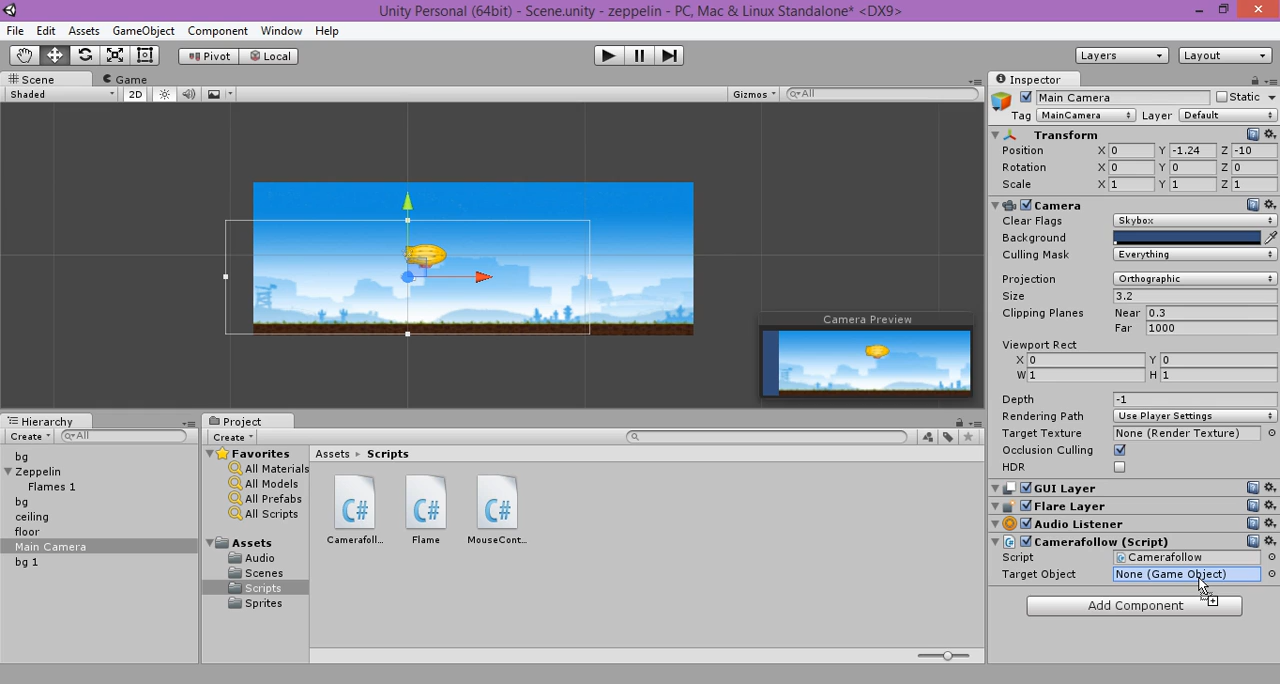 Unity Personal (64bit) - Scene.unity - zeppelin - PC, Mac & Linux Standalone* <DX9>
File Edit Assets GameObject Component Window Help
Pivot Local Layers Layout
Scene Game
Shaded 2D Gizmos All
Camera Preview
Inspector
Main Camera Static
Tag MainCamera Layer Default
Transform
Position X 0 Y -1.24 Z -10
Rotation X 0 Y 0 Z 0
Scale X 1 Y 1 Z 1
Camera
Clear Flags Skybox
Background
Culling Mask Everything
Projection Orthographic
Size 3.2
Clipping Planes Near 0.3
Far 1000
Viewport Rect
X 0 Y 0
W 1 H 1
Depth -1
Rendering Path Use Player Settings
Target Texture None (Render Texture)
Occlusion Culling
HDR
GUI Layer
Flare Layer
Audio Listener
Camerafollow (Script)
Script Camerafollow
Target Object None (Game Object)
Add Component
Hierarchy
Create All
bg
Zeppelin
Flames 1
bg
ceiling
floor
Main Camera
bg 1
Project
Create
Favorites
All Materials
All Models
All Prefabs
All Scripts
Assets
Audio
Scenes
Scripts
Sprites
Assets Scripts
C# C# C#
Camerafoll... Flame MouseCont...